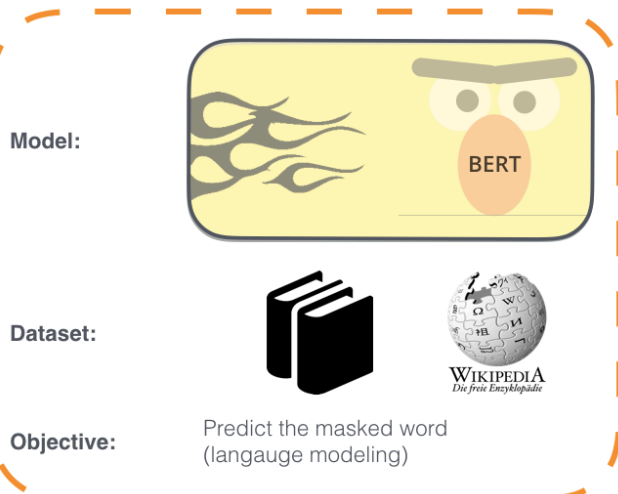 Model:
BERT
Dataset:
WIKIPEDIA
Die freie Enzyklopädie
Objective:
Predict the masked word
(langauge modeling)